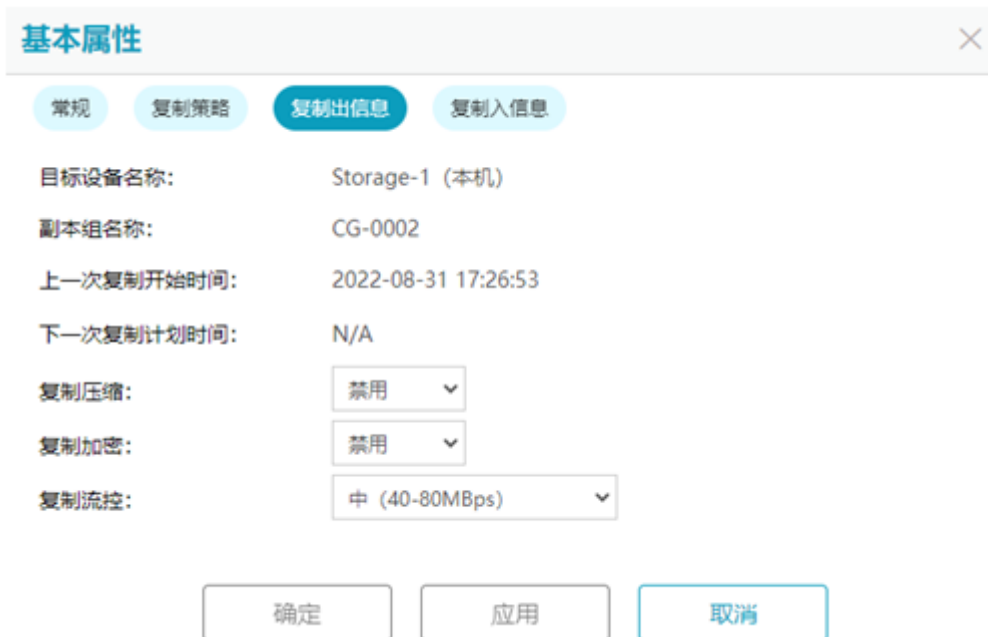 基本属性
常规 复制策略 复制出信息 复制入信息
目标设备名称： Storage-1（本机）
副本组名称： CG-0002
上一次复制开始时间： 2022-08-31 17:26:53
下一次复制计划时间： N/A
复制压缩： 禁用
复制加密： 禁用
复制流控： 中（40-80MBps）
确定 应用 取消